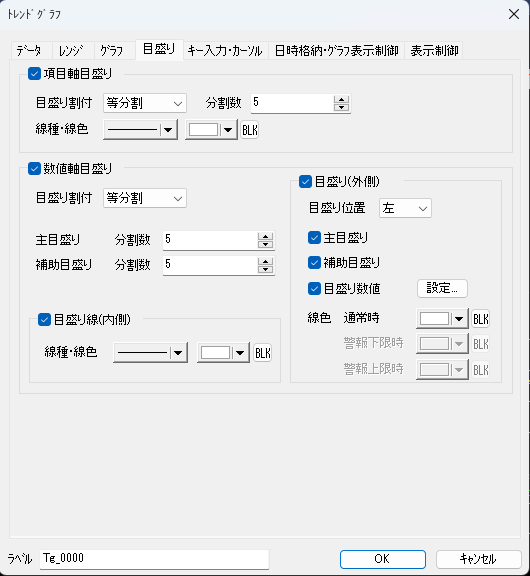 ﾄﾚﾝﾄﾞｸﾞﾗﾌ
ﾃﾞｰﾀ ﾚﾝｼﾞ ｸﾞﾗﾌ 目盛り キー入力・カーソル 日時格納・グラフ表示制御 表示制御
項目軸目盛り
目盛り割付 等分割 分割数 5
線種・線色 BLK
数値軸目盛り
目盛り割付 等分割
主目盛り 分割数 5
補助目盛り 分割数 5
目盛り線(内側)
線種・線色 BLK
目盛り(外側)
目盛り位置 左
主目盛り
補助目盛り
目盛り数値 設定...
線色 通常時 BLK
警報下限時 BLK
警報上限時 BLK
ﾗﾍﾞﾙ Tg_0000 OK ｷｬﾝｾﾙ